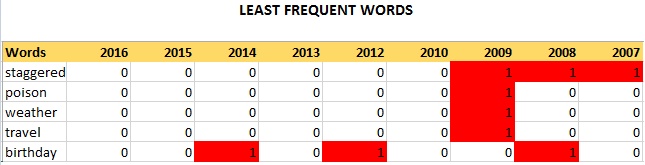 LEAST FREQUENT WORDS
Words 2016 2015 2014 2013 2012 2010 2009 2008 2007
staggered 0 0 0 0 0 0 1 1 1
poison 0 0 0 0 0 0 1 0 0
weather 0 0 0 0 0 0 1 0 0
travel 0 0 0 0 0 0 1 0 0
birthday 0 0 1 0 1 0 0 1 0